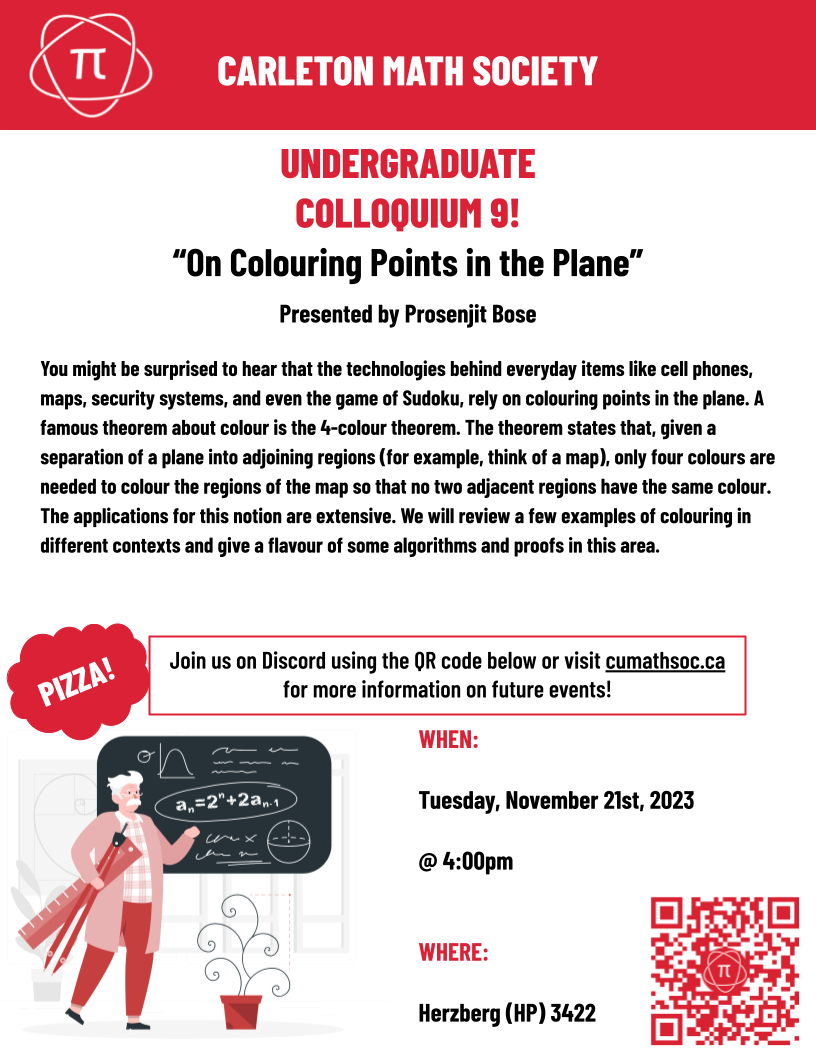 π
CARLETON MATH SOCIETY
UNDERGRADUATE
COLLOQUIUM 9!
“On Colouring Points in the Plane”
Presented by Prosenjit Bose
You might be surprised to hear that the technologies behind everyday items like cell phones,
maps, security systems, and even the game of Sudoku, rely on colouring points in the plane. A
famous theorem about colour is the 4-colour theorem. The theorem states that, given a
separation of a plane into adjoining regions (for example, think of a map), only four colours are
needed to colour the regions of the map so that no two adjacent regions have the same colour.
The applications for this notion are extensive. We will review a few examples of colouring in
different contexts and give a flavour of some algorithms and proofs in this area.
PIZZA!
Join us on Discord using the QR code below or visit cumathsoc.ca
for more information on future events!
aₙ=2ⁿ+2aₙ₋₁
WHEN:
Tuesday, November 21st, 2023
@ 4:00pm
WHERE:
Herzberg (HP) 3422
π